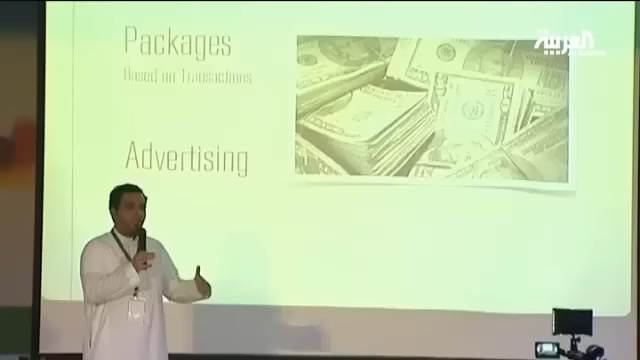 Packages
Based on Transactions
Advertising
العربية